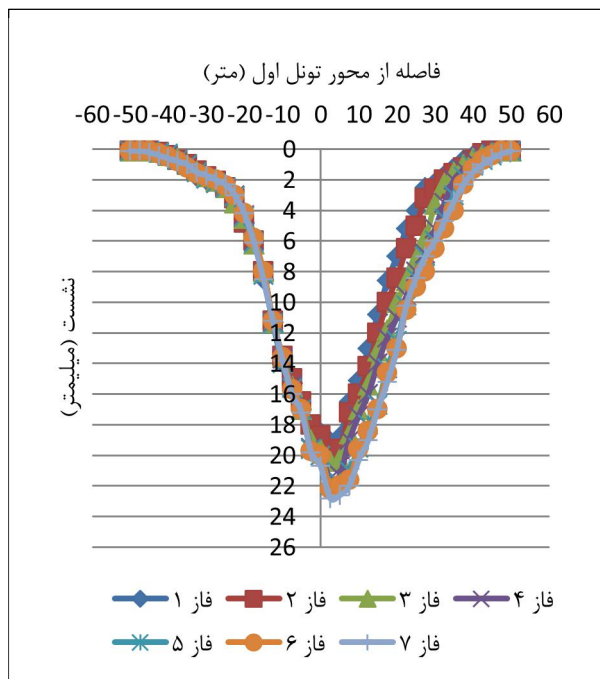 فاصله از محور تونل اول (متر)
-60 -50 -40 -30 -20 -10 0 10 20 30 40 50 60
0
2
4
6
8
10
12
14
16
18
20
22
24
26
نشست (میلیمتر)
فاز ۱ فاز ۲ فاز ۳ فاز ۴
فاز ۵ فاز ۶ فاز ۷